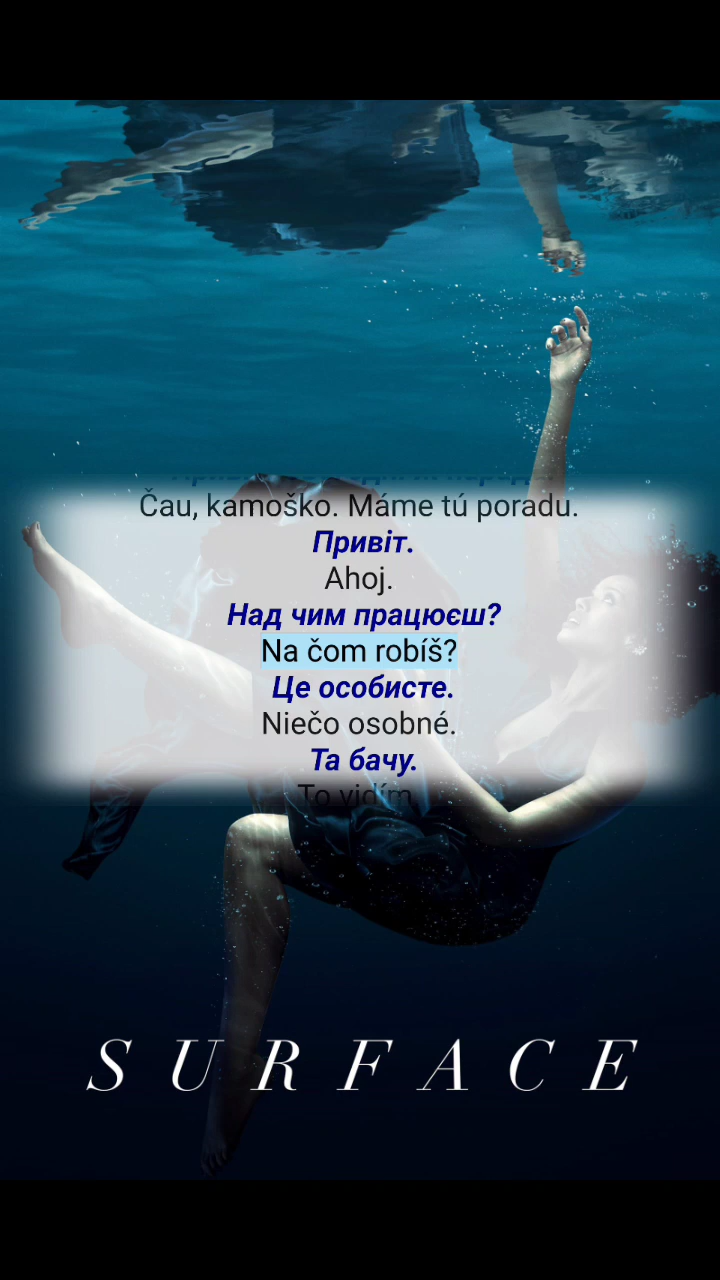 Čau, kamoško. Máme tú poradu.
Привіт.
Ahoj.
Над чим працюєш?
Na čom robíš?
Це особисте.
Niečo osobné.
Та бачу.
To vidím.
SURFACE